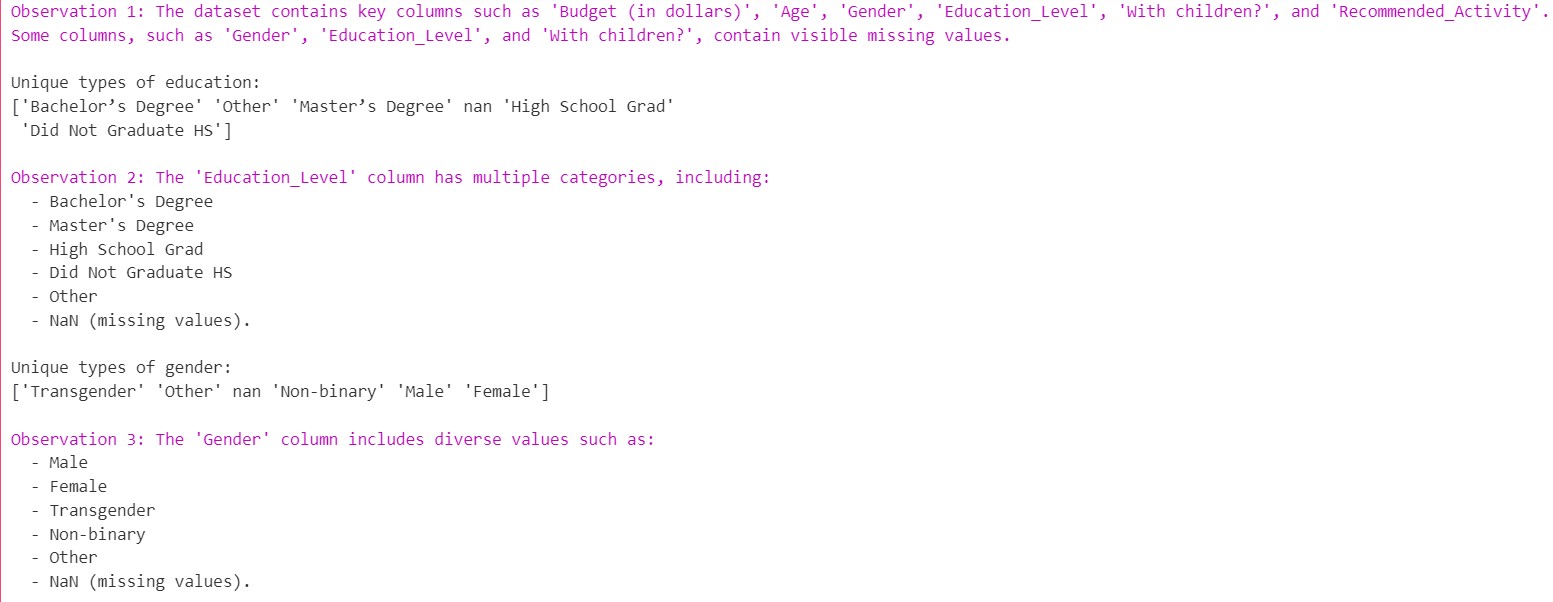 Observation 1: The dataset contains key columns such as 'Budget (in dollars)', 'Age', 'Gender', 'Education_Level', 'With children?', and 'Recommended_Activity'.
Some columns, such as 'Gender', 'Education_Level', and 'With children?', contain visible missing values.
Unique types of education:
['Bachelor’s Degree' 'Other' 'Master’s Degree' nan 'High School Grad'
 'Did Not Graduate HS']
Observation 2: The 'Education_Level' column has multiple categories, including:
  - Bachelor's Degree
  - Master's Degree
  - High School Grad
  - Did Not Graduate HS
  - Other
  - NaN (missing values).
Unique types of gender:
['Transgender' 'Other' nan 'Non-binary' 'Male' 'Female']
Observation 3: The 'Gender' column includes diverse values such as:
  - Male
  - Female
  - Transgender
  - Non-binary
  - Other
  - NaN (missing values).